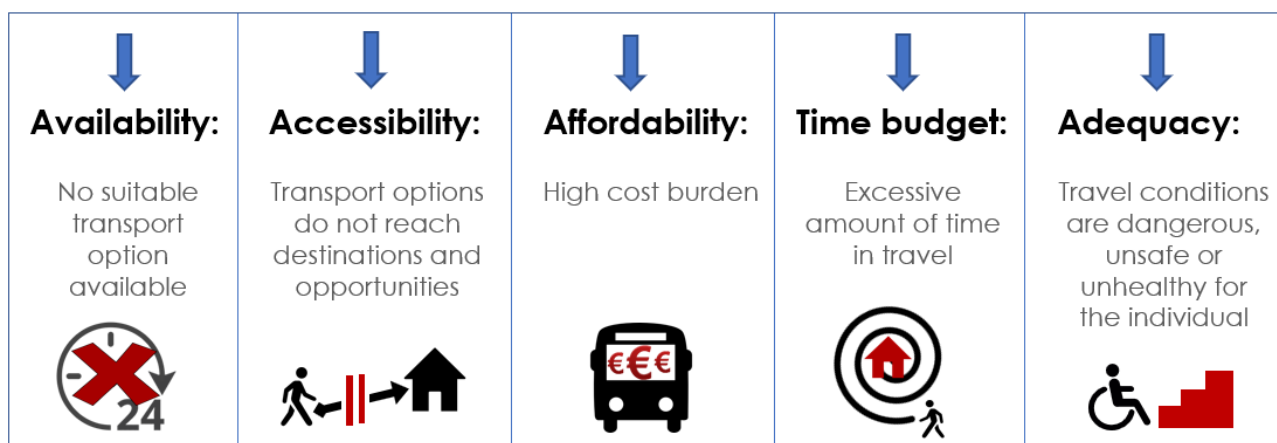 Availability:
No suitable
transport
option
available
24
Accessibility:
Transport options
do not reach
destinations and
opportunities
Affordability:
High cost burden
€€€
Time budget:
Excessive
amount of time
in travel
Adequacy:
Travel conditions
are dangerous,
unsafe or
unhealthy for
the individual